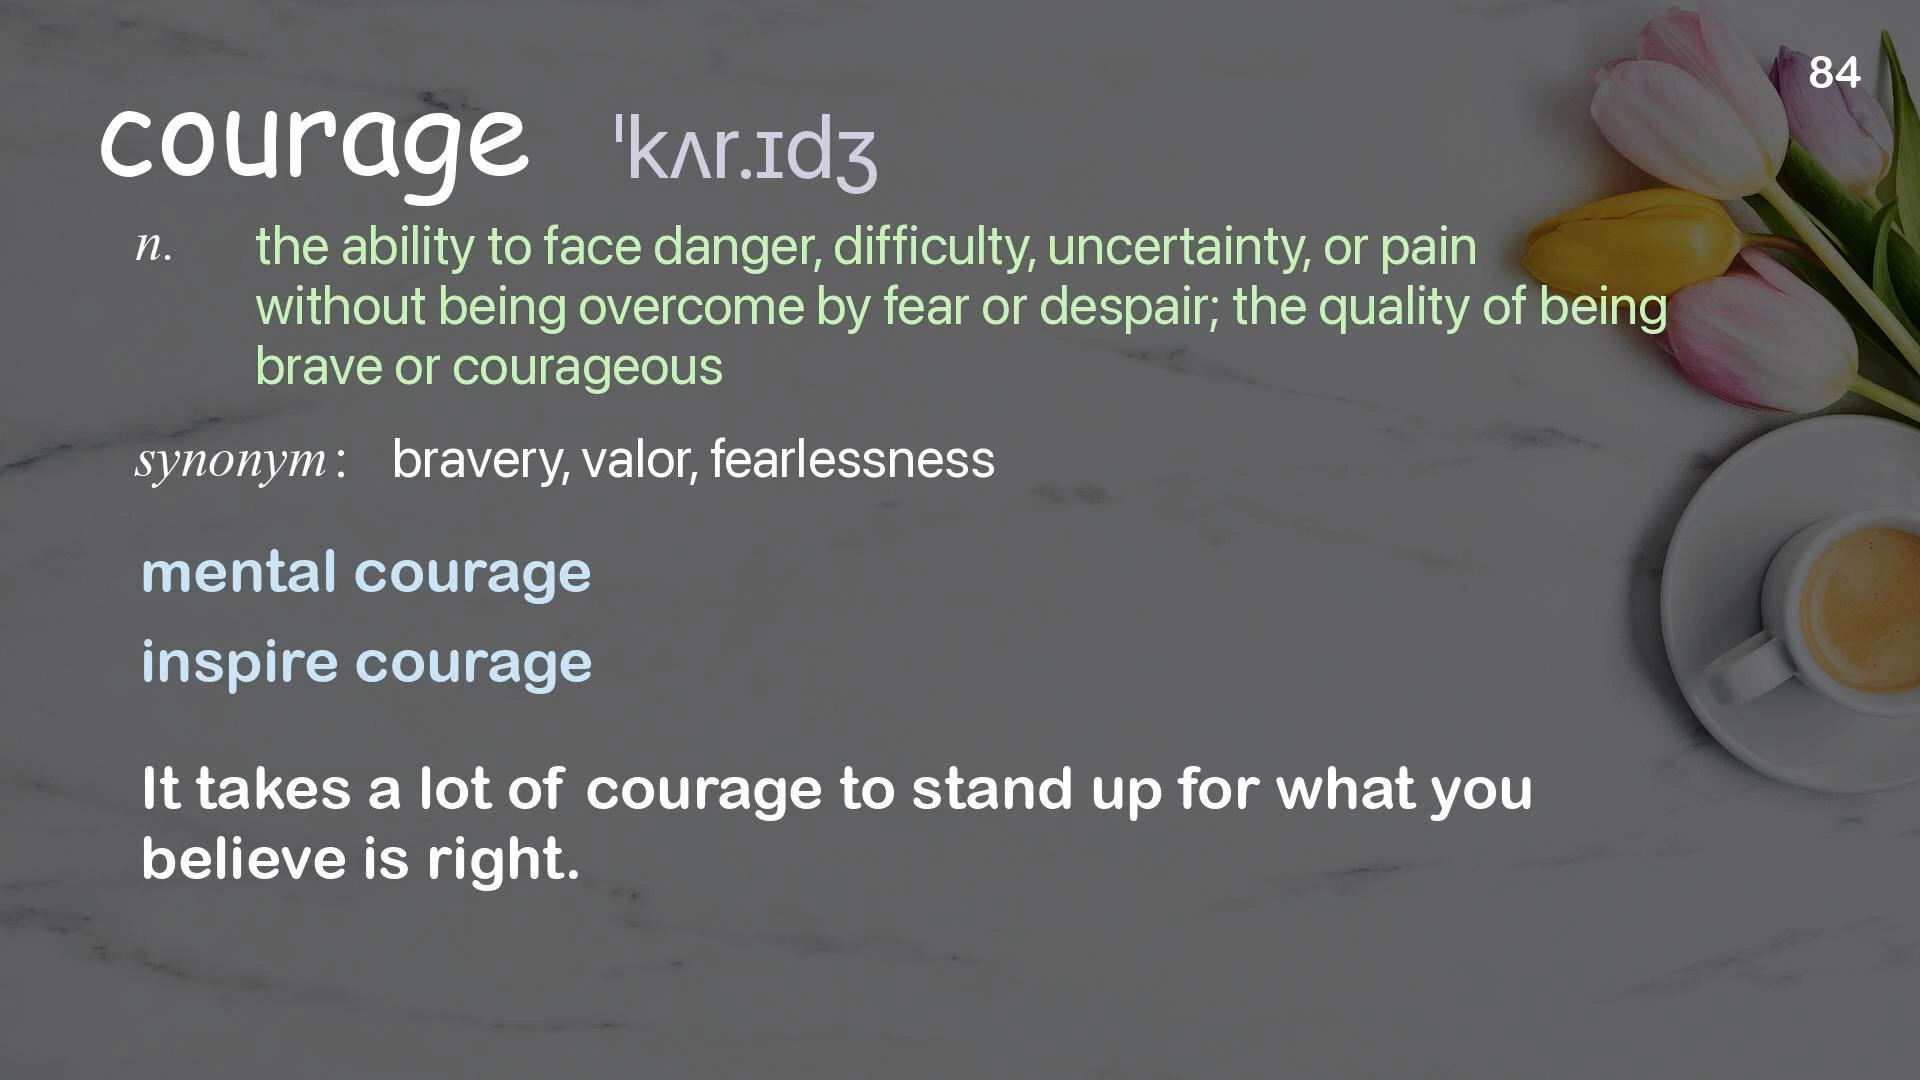 84
courage ˈkʌr.ɪdʒ
n. the ability to face danger, difficulty, uncertainty, or pain
without being overcome by fear or despair; the quality of being
brave or courageous
synonym: bravery, valor, fearlessness
mental courage
inspire courage
It takes a lot of courage to stand up for what you
believe is right.